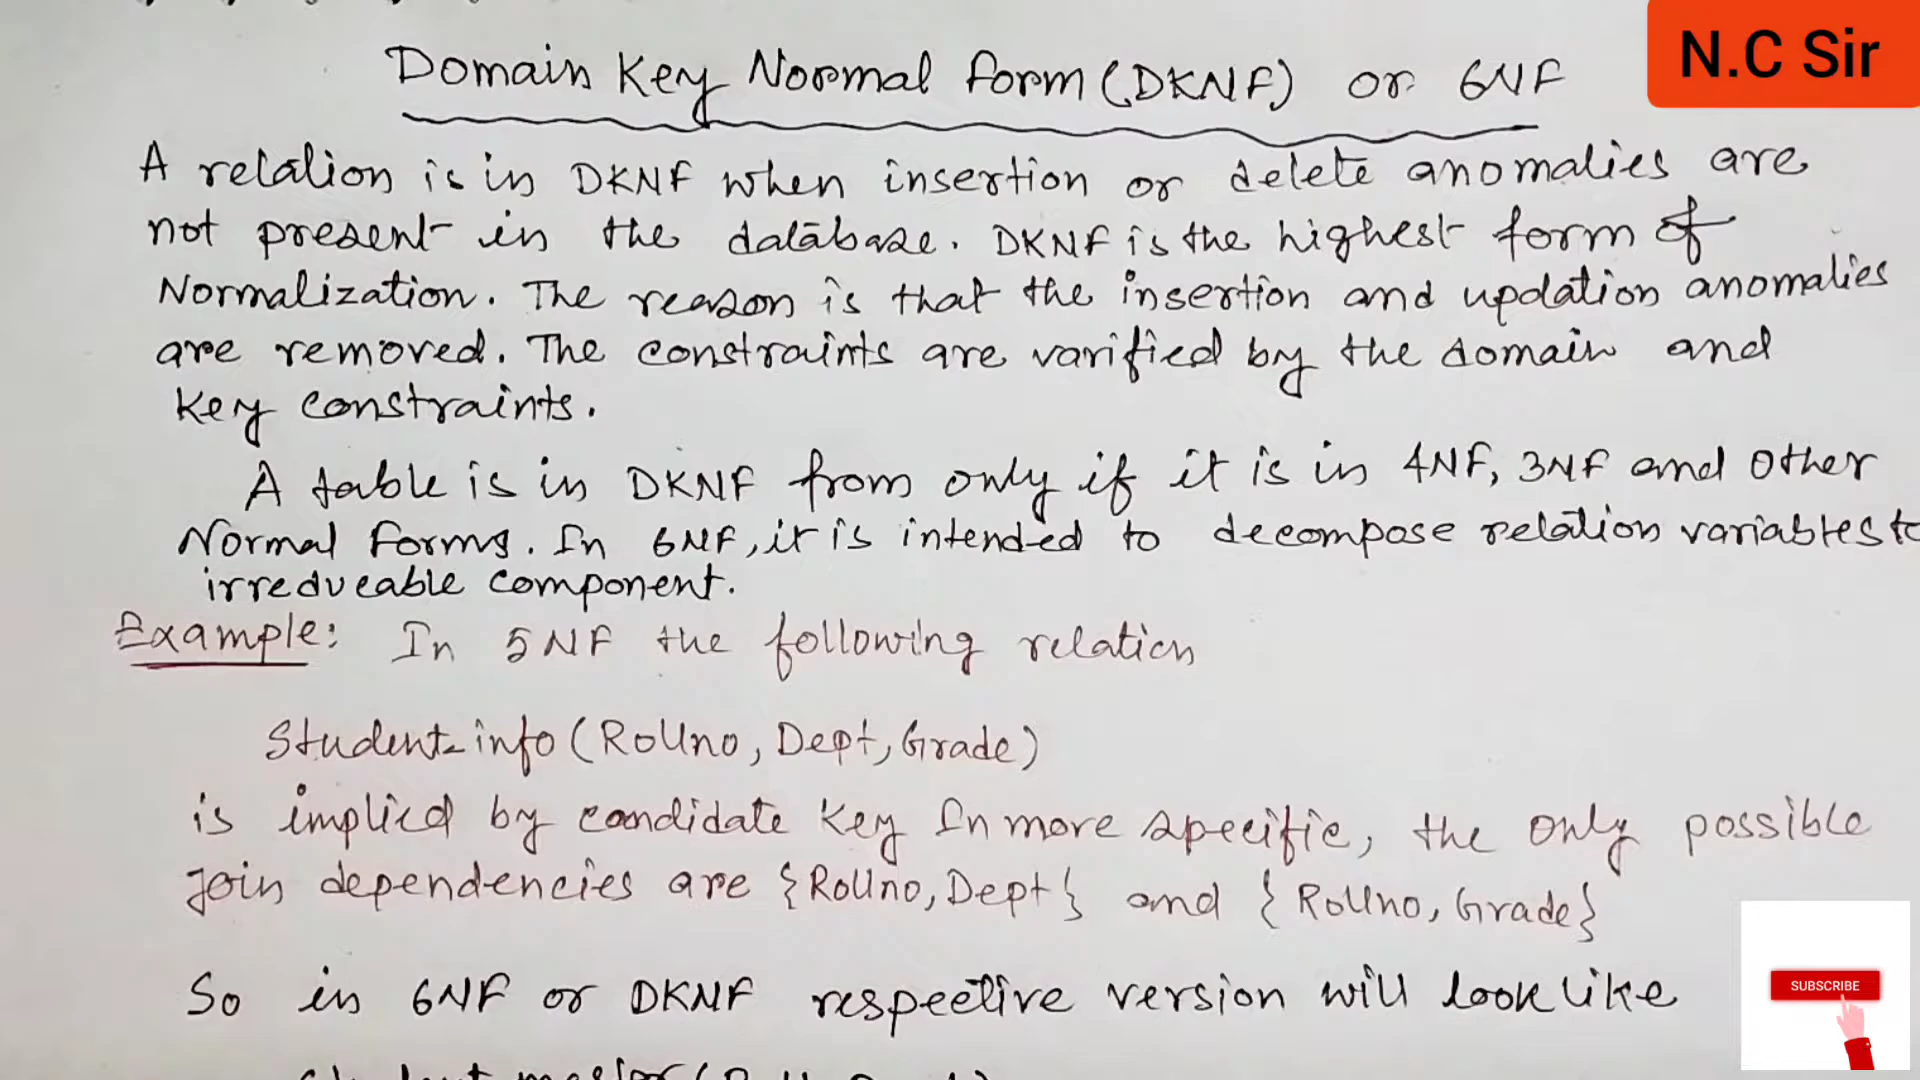 Domain Key Normal Form (DKNF) or 6NF
N.C Sir
A relation is in DKNF when insertion or delete anomalies are
not present in the database. DKNF is the highest form of
Normalization. The reason is that the insertion and updation anomalies
are removed. The constraints are varified by the domain and
Key constraints.
A table is in DKNF from only if it is in 4NF, 3NF and other
Normal Forms. In 6NF, it is intended to decompose relation variables to
irredueable component.
Example: In 5NF the following relation
Student-info (Rollno, Dept, Grade)
is implied by candidate Key In more specific, the only possible
Join dependencies are {Rollno, Dept} and {Rollno, Grade}
So in 6NF or DKNF respective version will look like
SUBSCRIBE